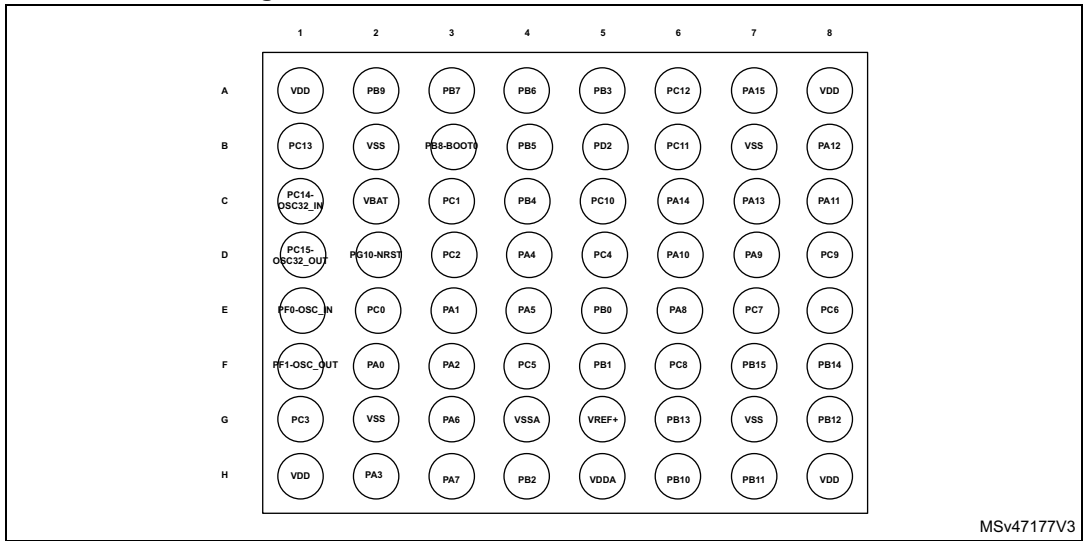 1 2 3 4 5 6 7 8
A VDD PB9 PB7 PB6 PB3 PC12 PA15 VDD
B PC13 VSS PB8-BOOT0 PB5 PD2 PC11 VSS PA12
C PC14-OSC32_IN VBAT PC1 PB4 PC10 PA14 PA13 PA11
D PC15-OSC32_OUT PG10-NRST PC2 PA4 PC4 PA10 PA9 PC9
E PF0-OSC_IN PC0 PA1 PA5 PB0 PA8 PC7 PC6
F PF1-OSC_OUT PA0 PA2 PC5 PB1 PC8 PB15 PB14
G PC3 VSS PA6 VSSA VREF+ PB13 VSS PB12
H VDD PA3 PA7 PB2 VDDA PB10 PB11 VDD
MSv47177V3